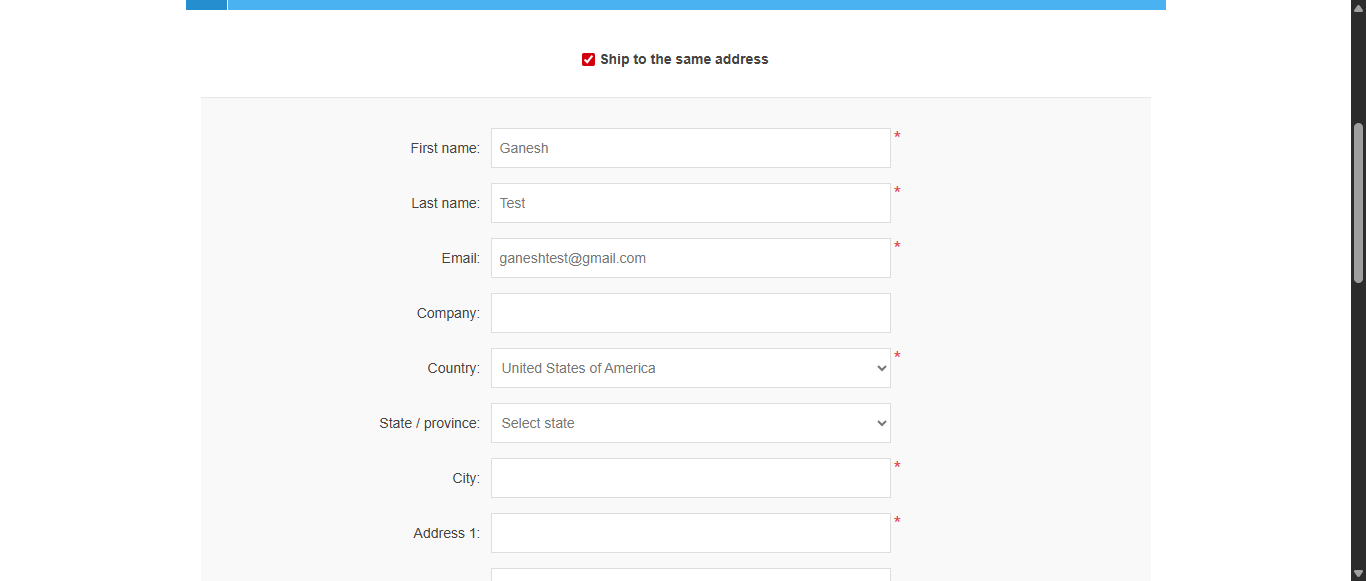 Ship to the same address
First name: Ganesh *
Last name: Test *
Email: ganeshtest@gmail.com *
Company:
Country: United States of America *
State / province: Select state
City: *
Address 1: *